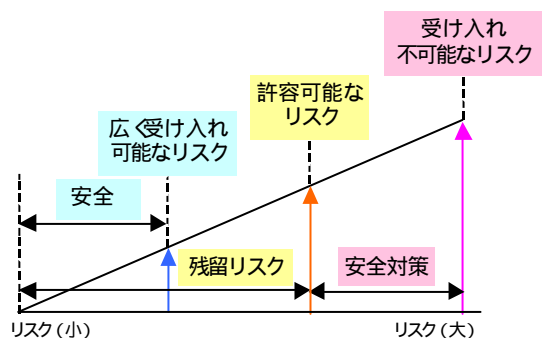 受け入れ
不可能なリスク
許容可能な
リスク
広く受け入れ
可能なリスク
安全
残留リスク
安全対策
リスク(小)
リスク(大)